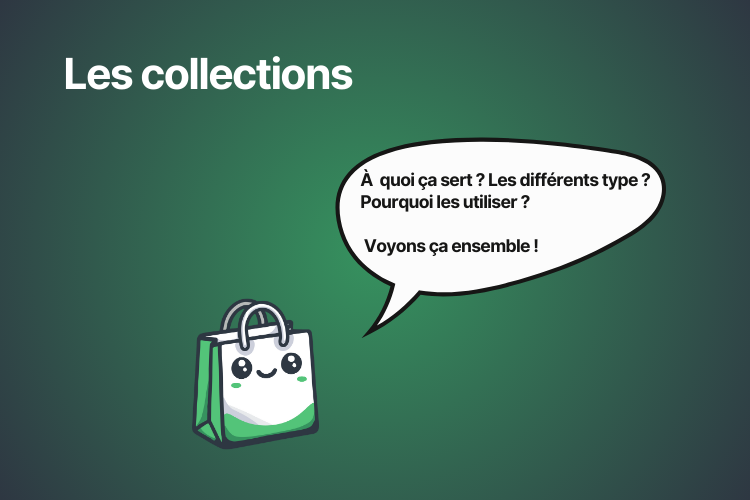 Les collections
À quoi ça sert ? Les différents type ?
Pourquoi les utiliser ?
Voyons ça ensemble !